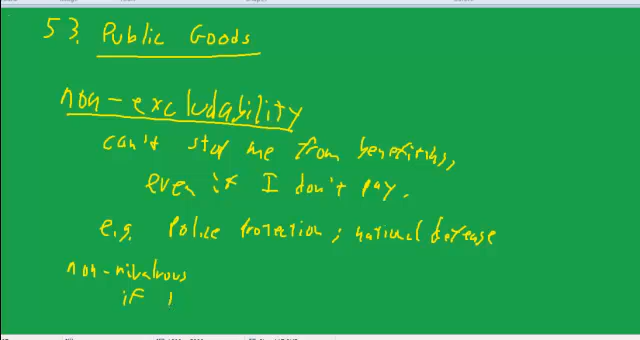 53. Public Goods
non-excludability
can't stop me from benefiting,
even if I don't pay.
e.g. Police protection; national defense
non-rivalrous
if